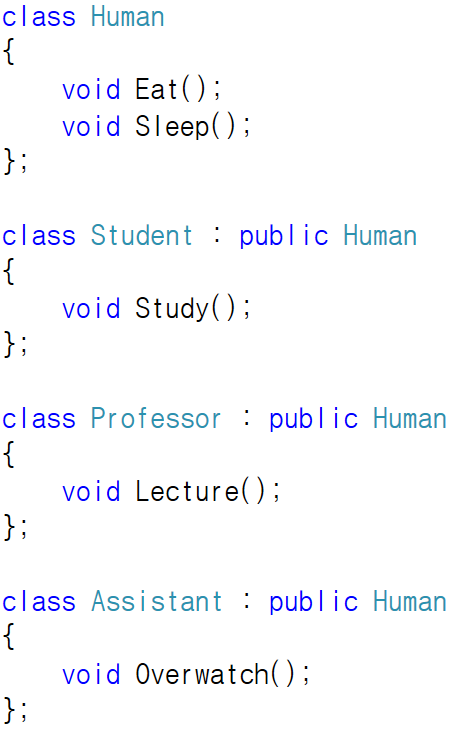 class Human
{
    void Eat();
    void Sleep();
};

class Student : public Human
{
    void Study();
};

class Professor : public Human
{
    void Lecture();
};

class Assistant : public Human
{
    void Overwatch();
};